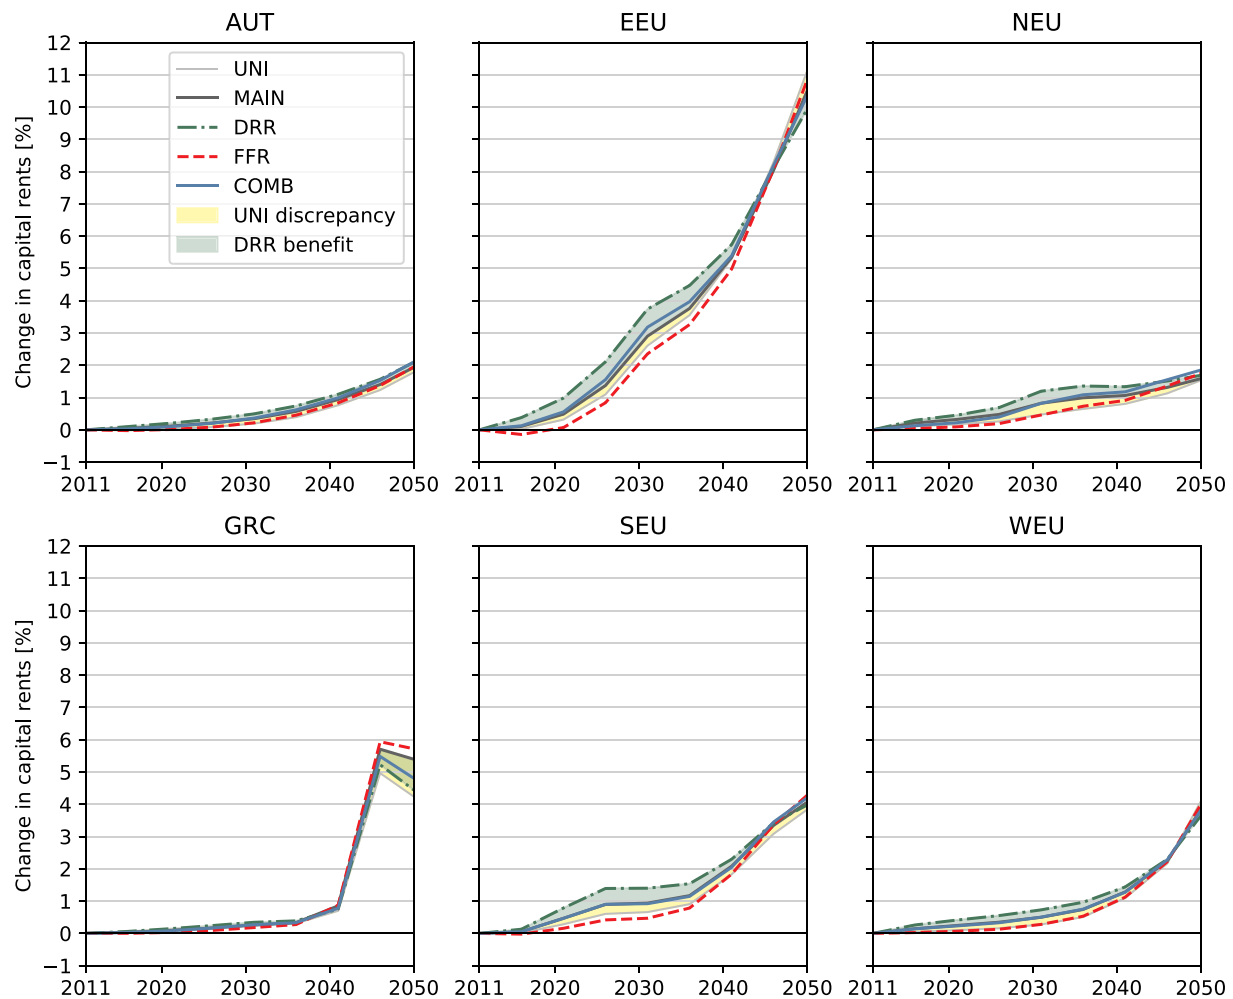 AUT
EEU
NEU
12
11
10
9
8
7
6
5
4
3
2
1
0
−1
Change in capital rents [%]
UNI
MAIN
DRR
FFR
COMB
UNI discrepancy
DRR benefit
2011 2020 2030 2040 2050
2011 2020 2030 2040 2050
2011 2020 2030 2040 2050
GRC
SEU
WEU
12
11
10
9
8
7
6
5
4
3
2
1
0
−1
Change in capital rents [%]
2011 2020 2030 2040 2050
2011 2020 2030 2040 2050
2011 2020 2030 2040 2050